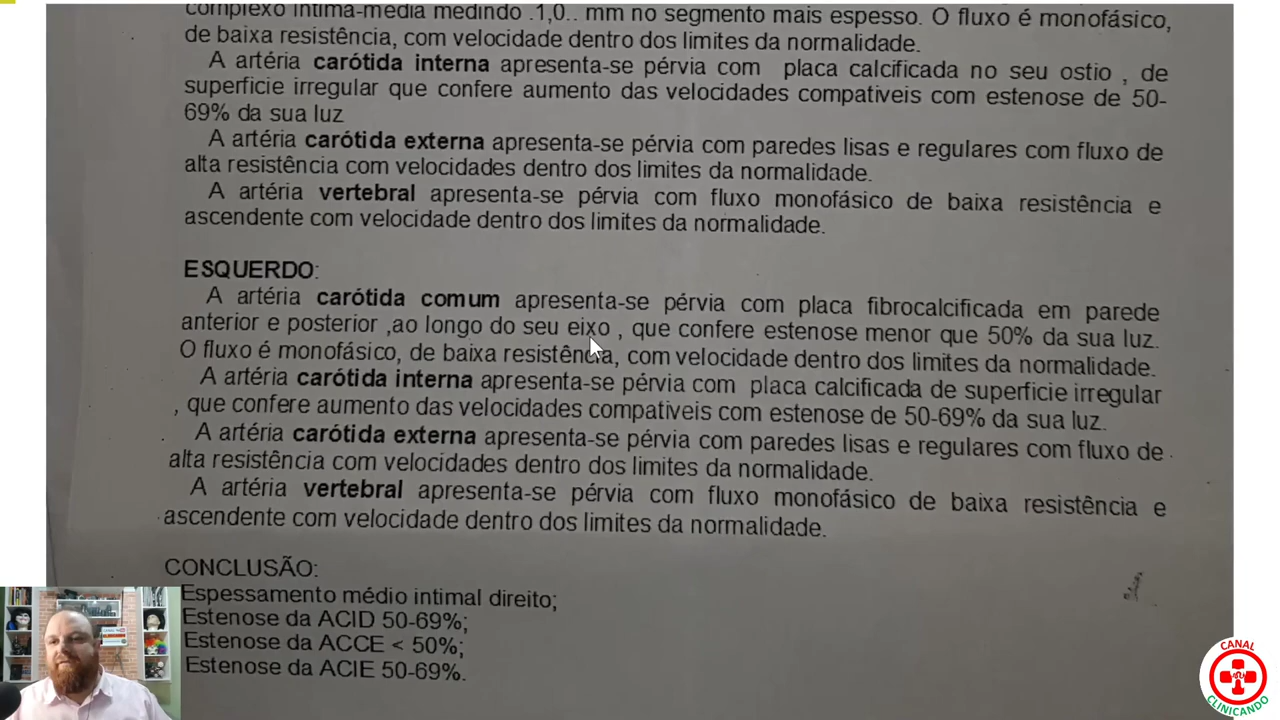 complexo íntima-média medindo .1,0.. mm no segmento mais espesso. O fluxo é monofásico,
de baixa resistência, com velocidade dentro dos limites da normalidade.
A artéria carótida interna apresenta-se pérvia com placa calcificada no seu ostio , de
superficie irregular que confere aumento das velocidades compativeis com estenose de 50-
69% da sua luz
A artéria carótida externa apresenta-se pérvia com paredes lisas e regulares com fluxo de
alta resistência com velocidades dentro dos limites da normalidade.
A artéria vertebral apresenta-se pérvia com fluxo monofásico de baixa resistência e
ascendente com velocidade dentro dos limites da normalidade.
ESQUERDO:
A artéria carótida comum apresenta-se pérvia com placa fibrocalcificada em parede
anterior e posterior ,ao longo do seu eixo , que confere estenose menor que 50% da sua luz.
O fluxo é monofásico, de baixa resistência, com velocidade dentro dos limites da normalidade.
A artéria carótida interna apresenta-se pérvia com placa calcificada de superficie irregular
, que confere aumento das velocidades compativeis com estenose de 50-69% da sua luz.
A artéria carótida externa apresenta-se pérvia com paredes lisas e regulares com fluxo de
alta resistência com velocidades dentro dos limites da normalidade.
A artéria vertebral apresenta-se pérvia com fluxo monofásico de baixa resistência e
ascendente com velocidade dentro dos limites da normalidade.
CONCLUSÃO:
Espessamento médio intimal direito;
Estenose da ACID 50-69%;
Estenose da ACCE < 50%;
Estenose da ACIE 50-69%.
CANAL
CLINICANDO